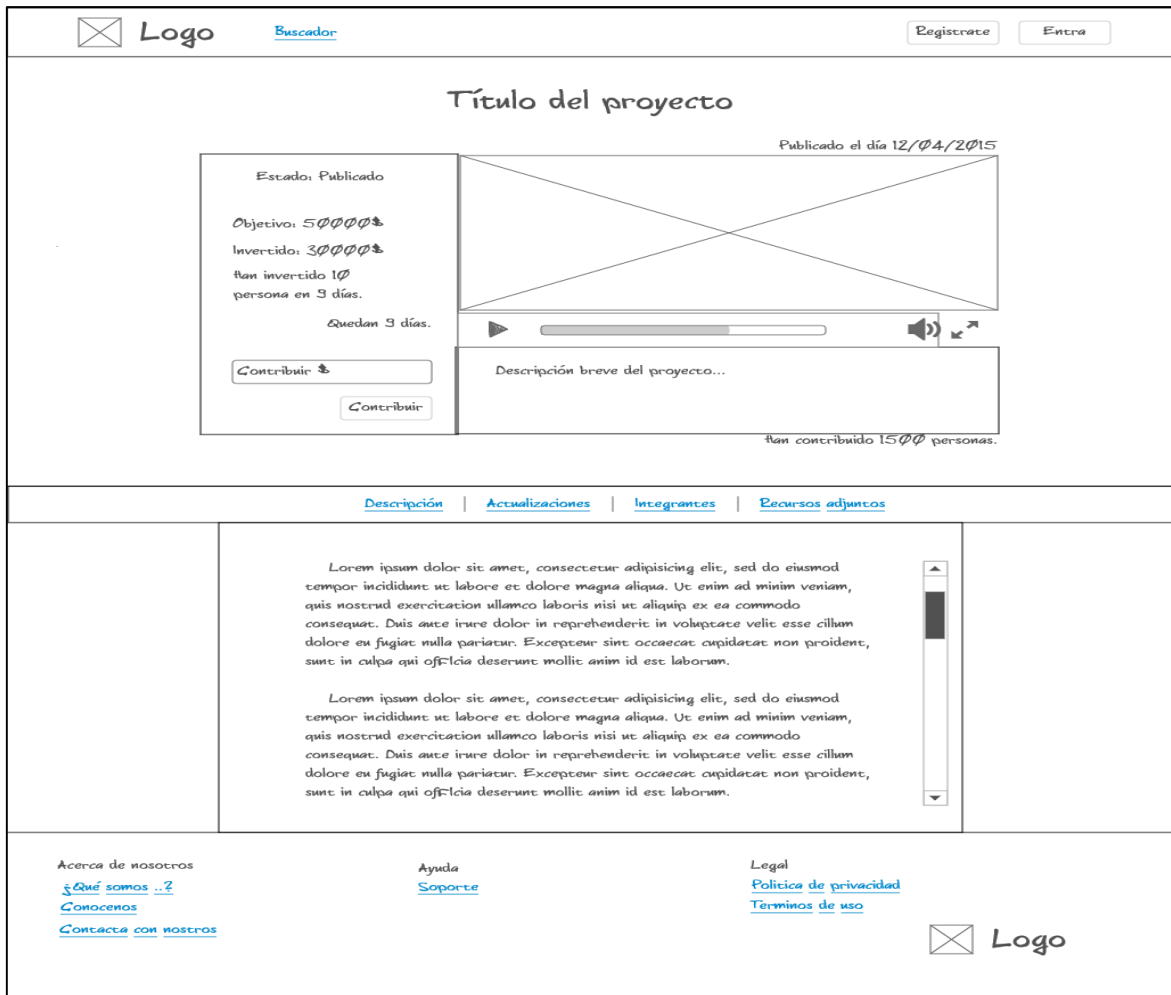 Logo
Buscador
Registrate
Entra
Título del proyecto
Publicado el día 12/04/2015
Estado: Publicado
Objetivo: 50000$
Invertido: 30000$
Han invertido 10
persona en 9 días.
Quedan 9 días.
Contribuir $
Contribuir
Descripción breve del proyecto...
Han contribuido 1500 personas.
Descripción | Actualizaciones | Integrantes | Recursos adjuntos
Lorem ipsum dolor sit amet, consectetur adipisicing elit, sed do eiusmod
tempor incididunt ut labore et dolore magna aliqua. Ut enim ad minim veniam,
quis nostrud exercitation ullamco laboris nisi ut aliquip ex ea commodo
consequat. Duis aute irure dolor in reprehenderit in voluptate velit esse cillum
dolore eu fugiat nulla pariatur. Excepteur sint occaecat cupidatat non proident,
sunt in culpa qui officia deserunt mollit anim id est laborum.
Lorem ipsum dolor sit amet, consectetur adipisicing elit, sed do eiusmod
tempor incididunt ut labore et dolore magna aliqua. Ut enim ad minim veniam,
quis nostrud exercitation ullamco laboris nisi ut aliquip ex ea commodo
consequat. Duis aute irure dolor in reprehenderit in voluptate velit esse cillum
dolore eu fugiat nulla pariatur. Excepteur sint occaecat cupidatat non proident,
sunt in culpa qui officia deserunt mollit anim id est laborum.
Acerca de nosotros
¿Qué somos ..?
Conocenos
Contacta con nostros
Ayuda
Soporte
Legal
Politica de privacidad
Terminos de uso
Logo